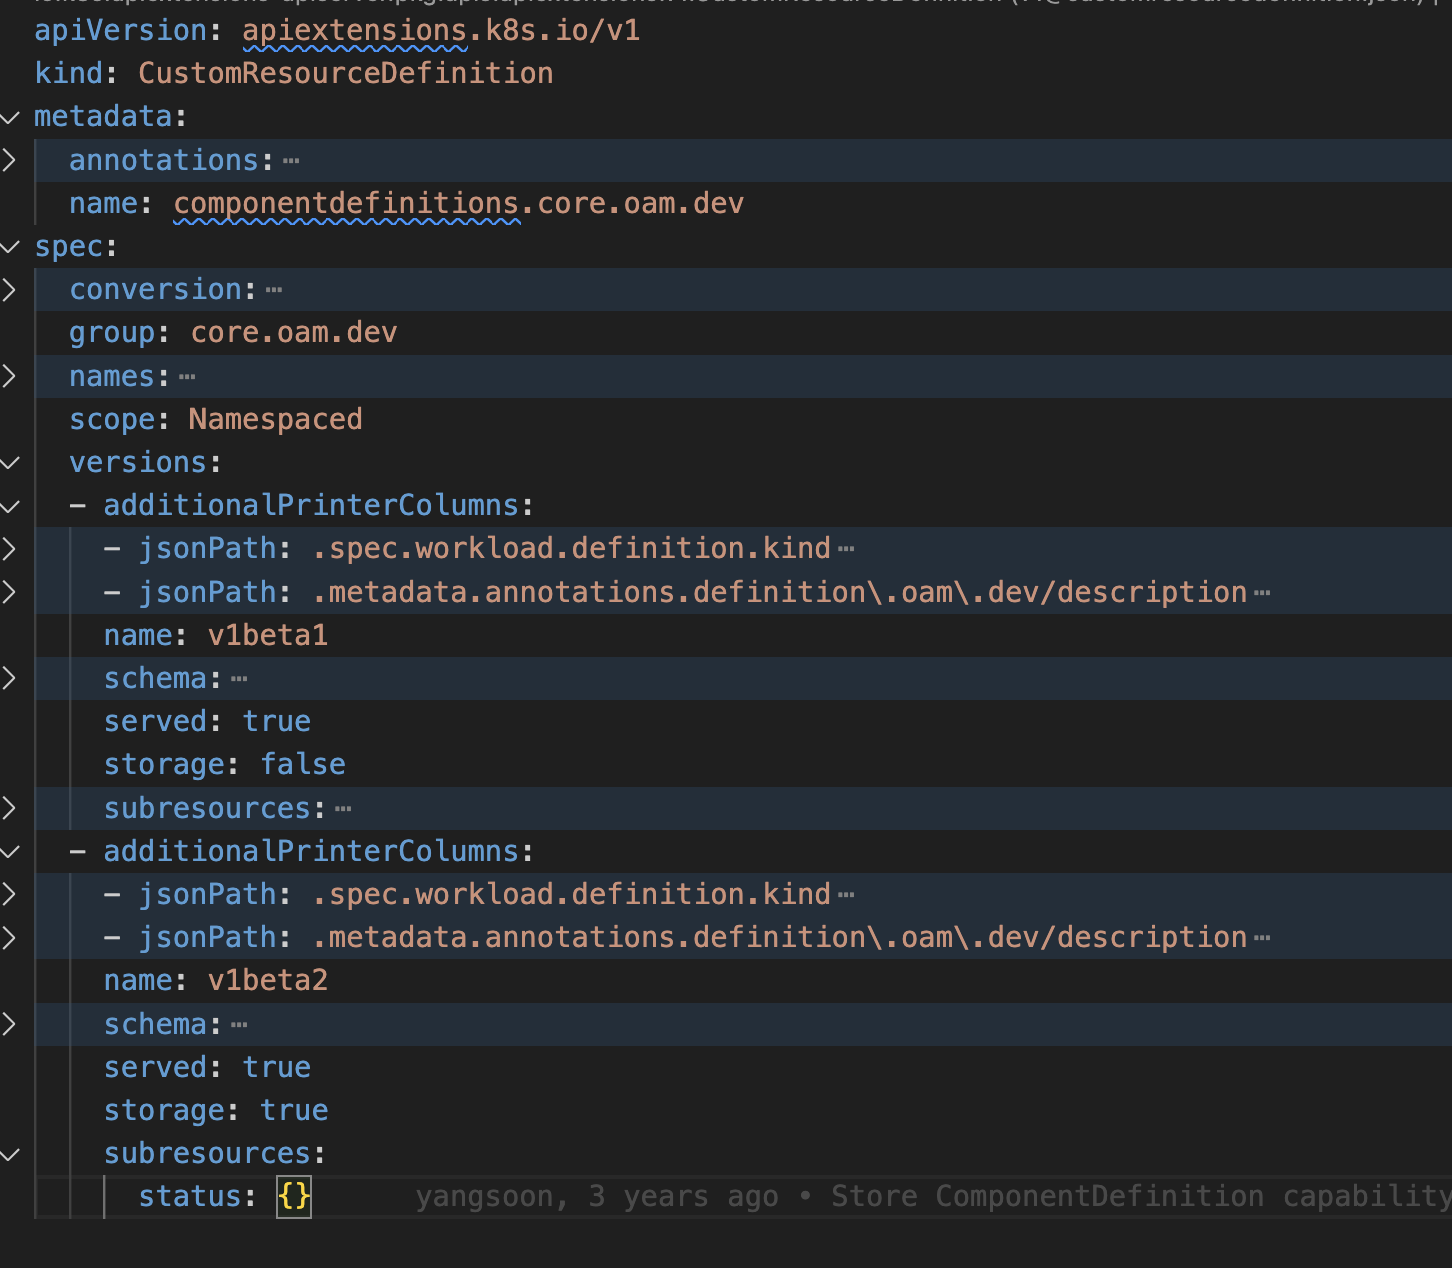 apiVersion: apiextensions.k8s.io/v1
kind: CustomResourceDefinition
metadata:
annotations:…
name: componentdefinitions.core.oam.dev
spec:
conversion:…
group: core.oam.dev
names:…
scope: Namespaced
versions:
- additionalPrinterColumns:
- jsonPath: .spec.workload.definition.kind…
- jsonPath: .metadata.annotations.definition\.oam\.dev/description…
name: v1beta1
schema:…
served: true
storage: false
subresources:…
- additionalPrinterColumns:
- jsonPath: .spec.workload.definition.kind…
- jsonPath: .metadata.annotations.definition\.oam\.dev/description…
name: v1beta2
schema:…
served: true
storage: true
subresources:
status: {} yangsoon, 3 years ago • Store ComponentDefinition capability